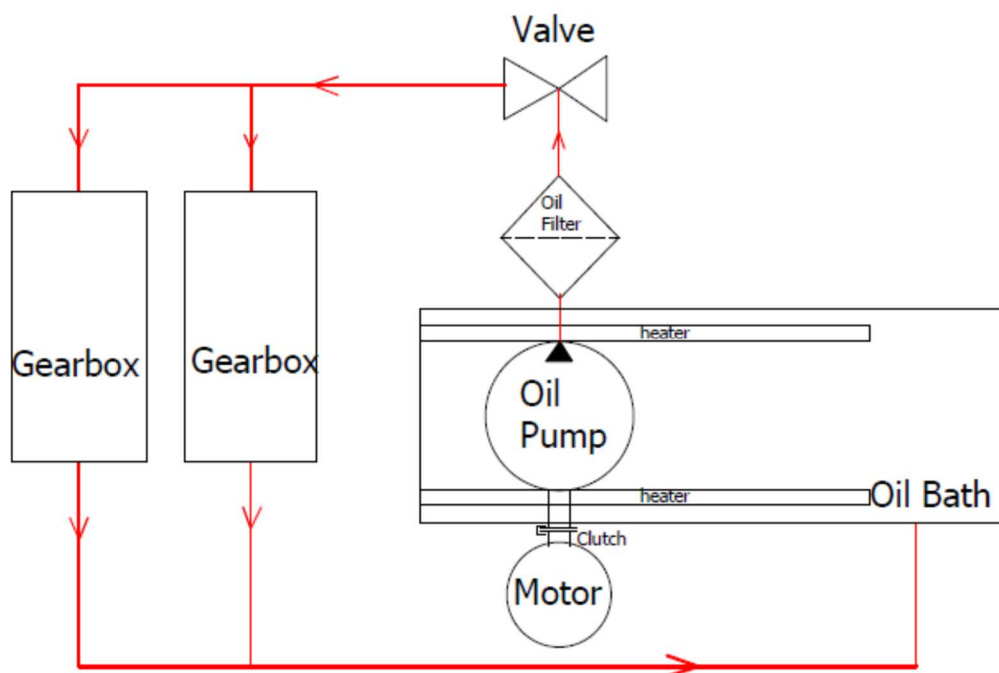 Valve
Oil
Filter
heater
Gearbox
Gearbox
Oil
Pump
heater
Oil Bath
Clutch
Motor